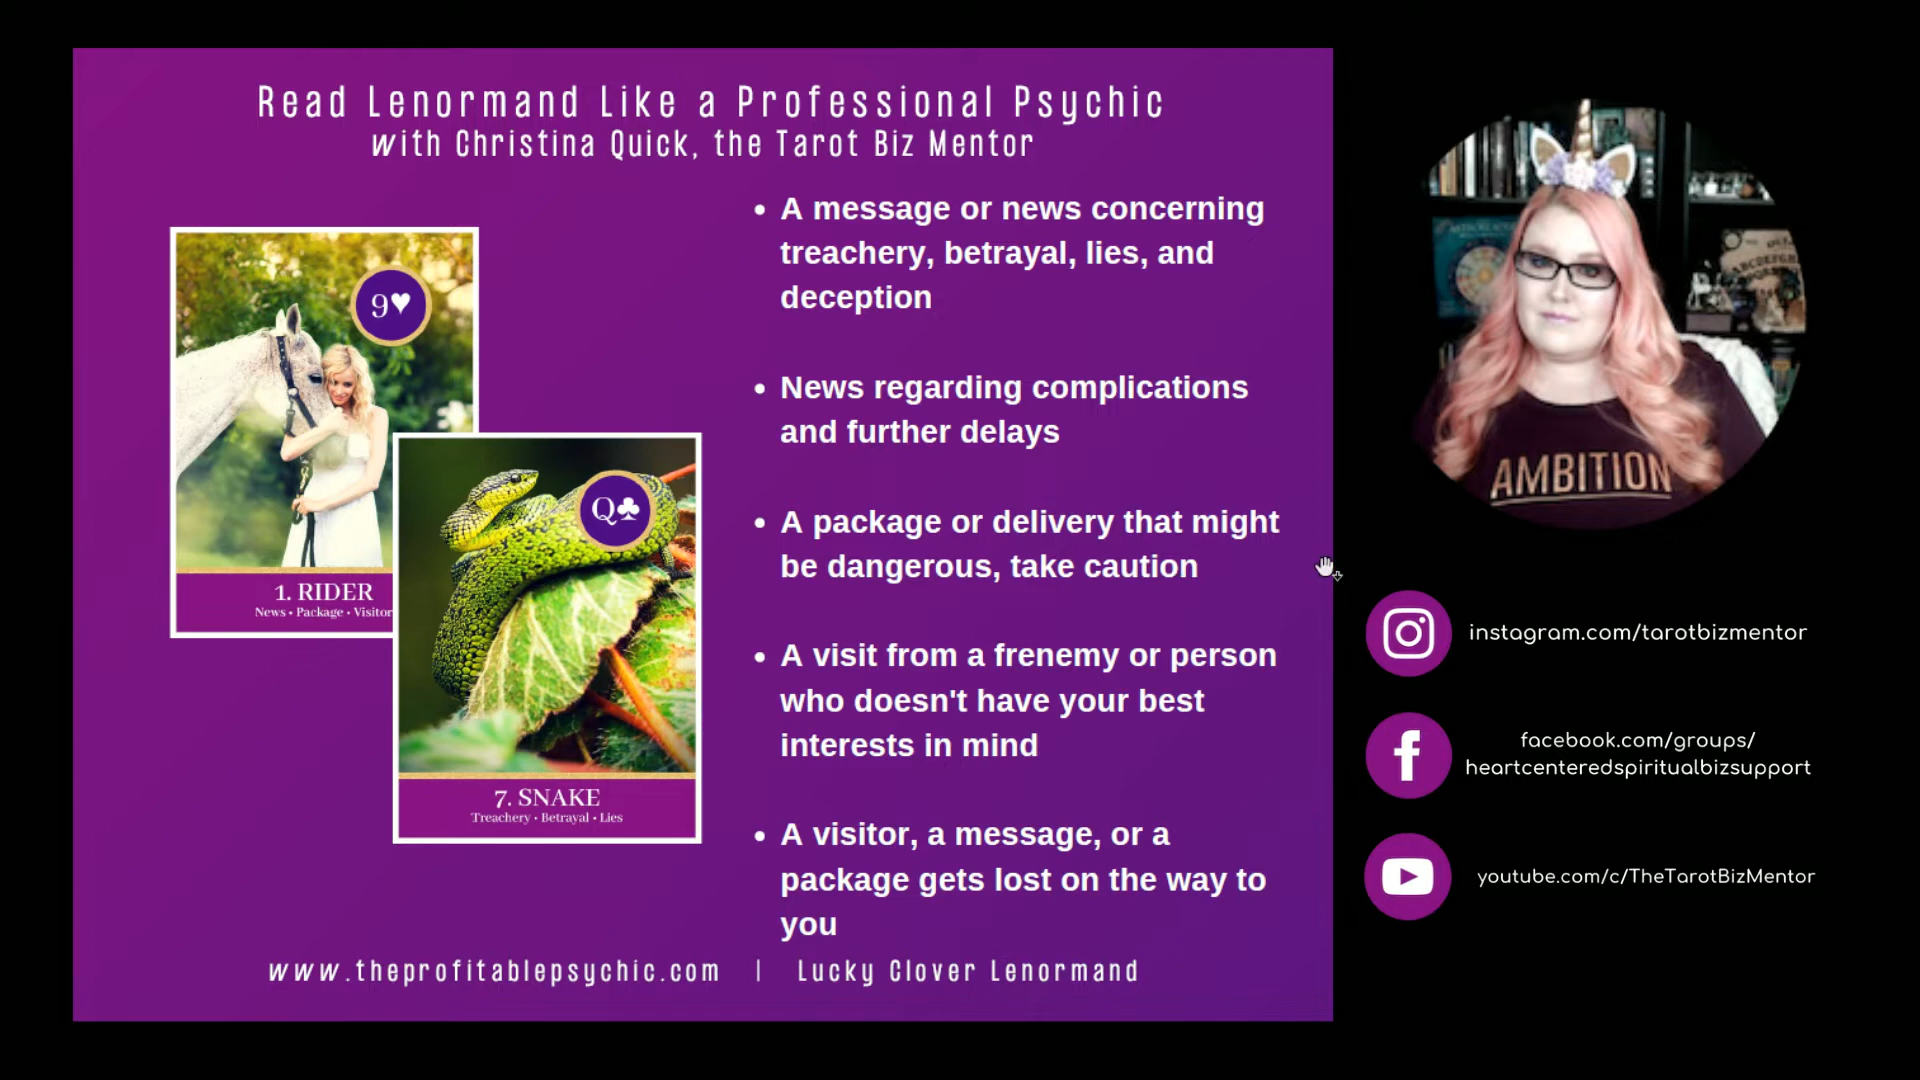 Read Lenormand Like a Professional Psychic
with Christina Quick, the Tarot Biz Mentor
9♥
1. RIDER
News • Package • Visitor
Q♣
7. SNAKE
Treachery • Betrayal • Lies
• A message or news concerning
treachery, betrayal, lies, and
deception
• News regarding complications
and further delays
• A package or delivery that might
be dangerous, take caution
• A visit from a frenemy or person
who doesn't have your best
interests in mind
• A visitor, a message, or a
package gets lost on the way to
you
www.theprofitablepsychic.com | Lucky Clover Lenormand
AMBITION
instagram.com/tarotbizmentor
facebook.com/groups/
heartcenteredspiritualbizsupport
youtube.com/c/TheTarotBizMentor